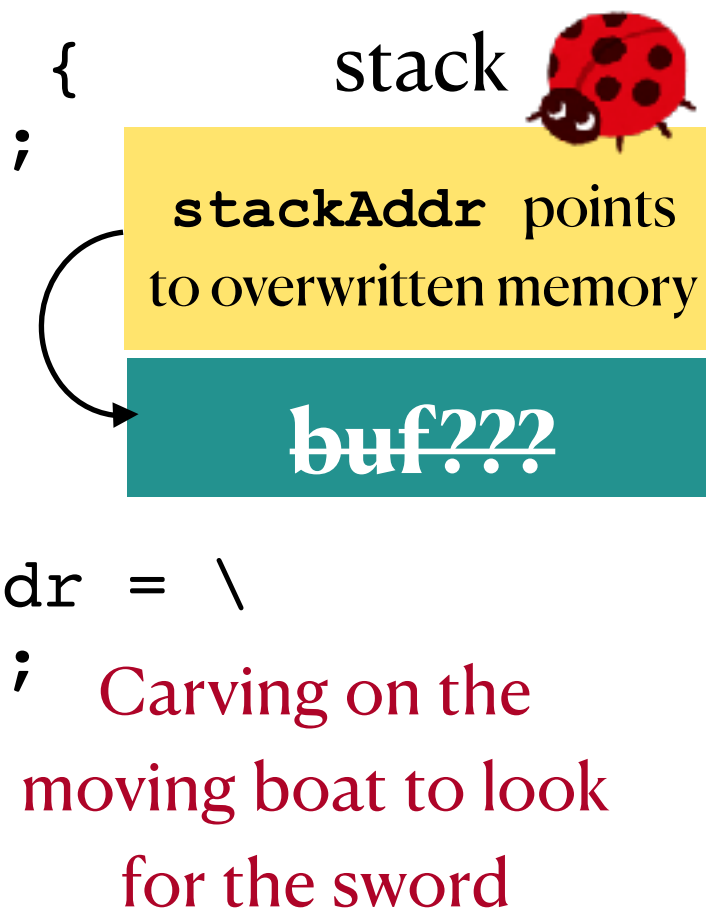 {
stack
;
stackAddr points
to overwritten memory
buf???
dr = \
;
Carving on the
moving boat to look
for the sword